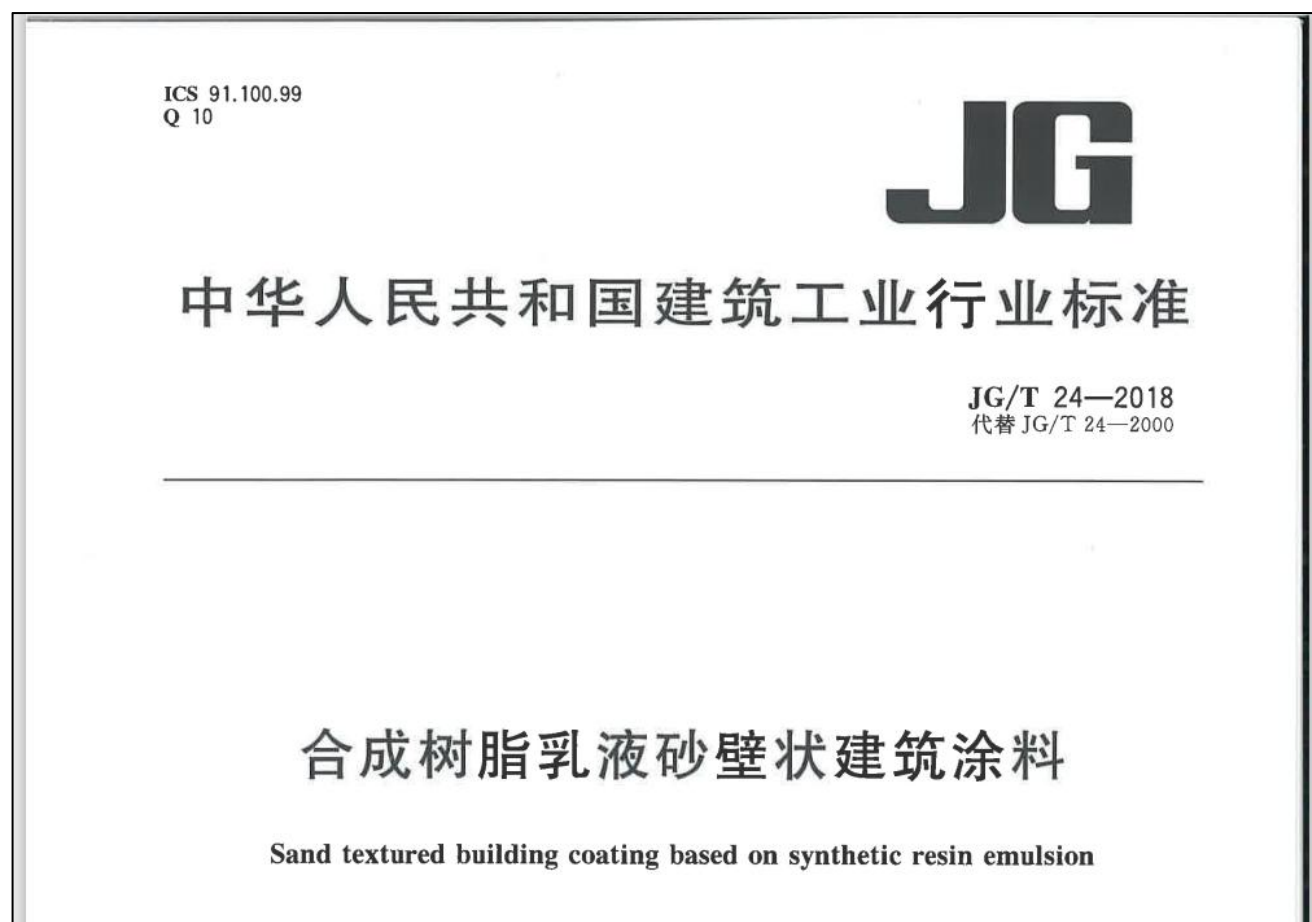 ICS 91.100.99
Q 10
JG
中华人民共和国建筑工业行业标准
JG/T 24—2018
代替 JG/T 24—2000
合成树脂乳液砂壁状建筑涂料
Sand textured building coating based on synthetic resin emulsion